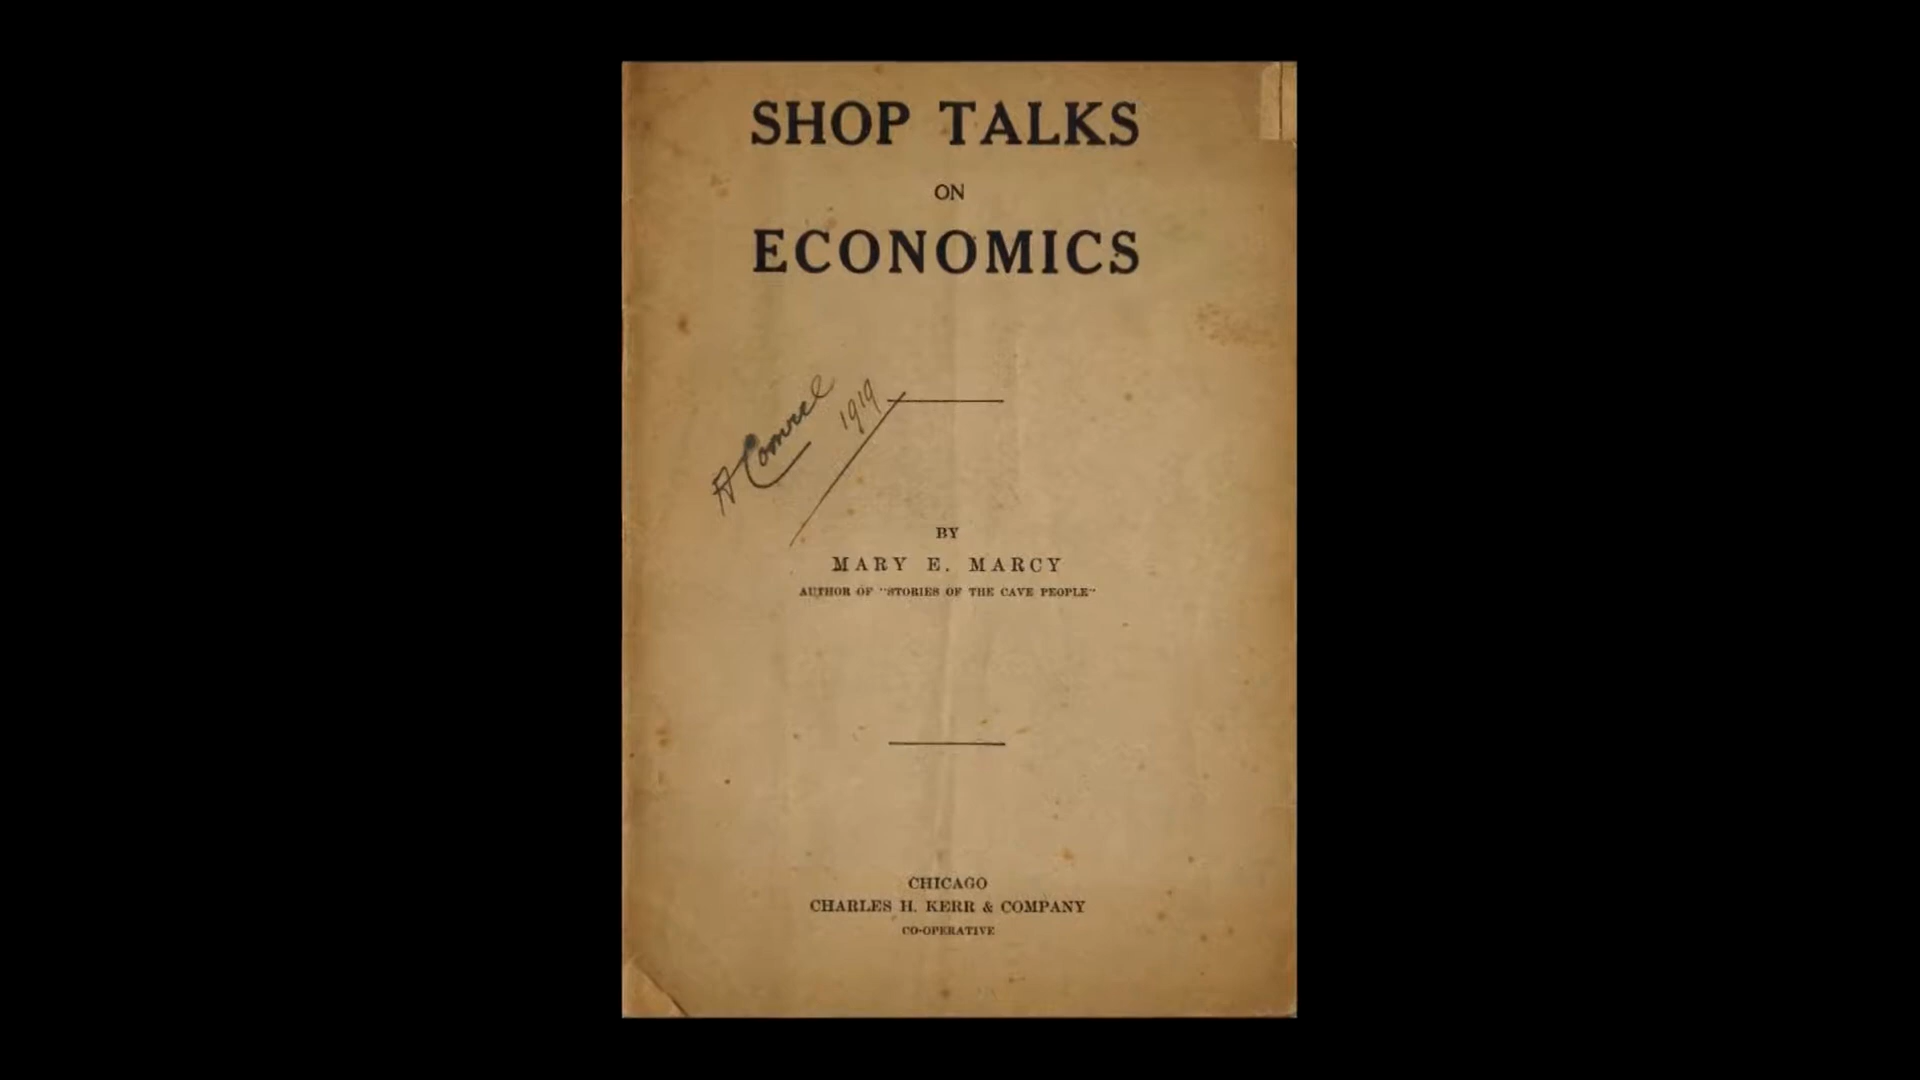 SHOP TALKS
ON
ECONOMICS
1919
BY
MARY E. MARCY
AUTHOR OF "STORIES OF THE CAVE PEOPLE"
CHICAGO
CHARLES H. KERR & COMPANY
CO-OPERATIVE